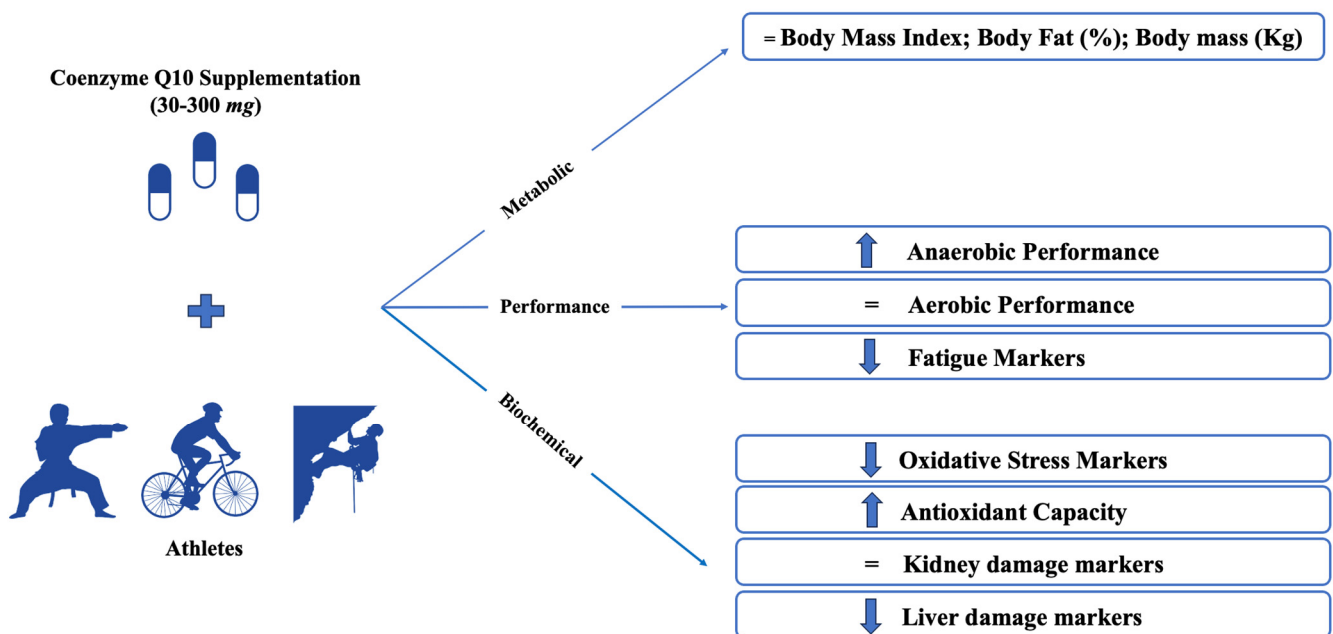 Coenzyme Q10 Supplementation
(30-300 mg)
Athletes
Metabolic
= Body Mass Index; Body Fat (%); Body mass (Kg)
Performance
Anaerobic Performance
= Aerobic Performance
Fatigue Markers
Biochemical
Oxidative Stress Markers
Antioxidant Capacity
= Kidney damage markers
Liver damage markers